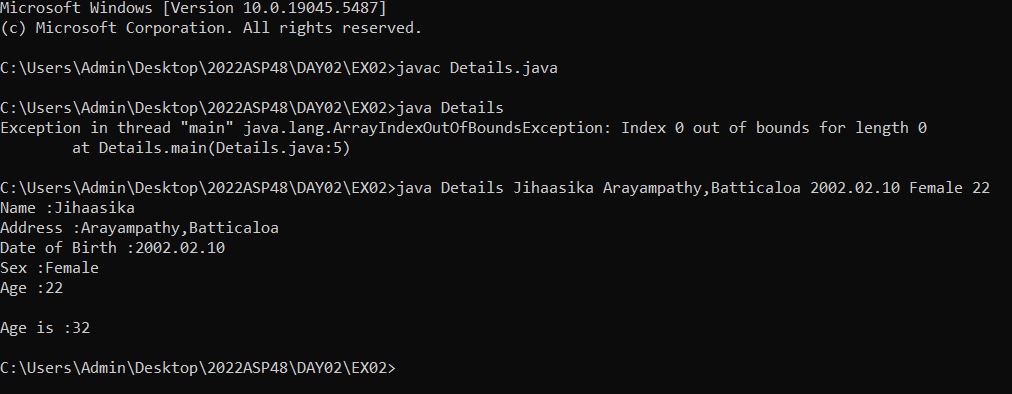 Microsoft Windows [Version 10.0.19045.5487]
(c) Microsoft Corporation. All rights reserved.
C:\Users\Admin\Desktop\2022ASP48\DAY02\EX02>javac Details.java
C:\Users\Admin\Desktop\2022ASP48\DAY02\EX02>java Details
Exception in thread "main" java.lang.ArrayIndexOutOfBoundsException: Index 0 out of bounds for length 0
        at Details.main(Details.java:5)
C:\Users\Admin\Desktop\2022ASP48\DAY02\EX02>java Details Jihaasika Arayampathy,Batticaloa 2002.02.10 Female 22
Name :Jihaasika
Address :Arayampathy,Batticaloa
Date of Birth :2002.02.10
Sex :Female
Age :22
Age is :32
C:\Users\Admin\Desktop\2022ASP48\DAY02\EX02>